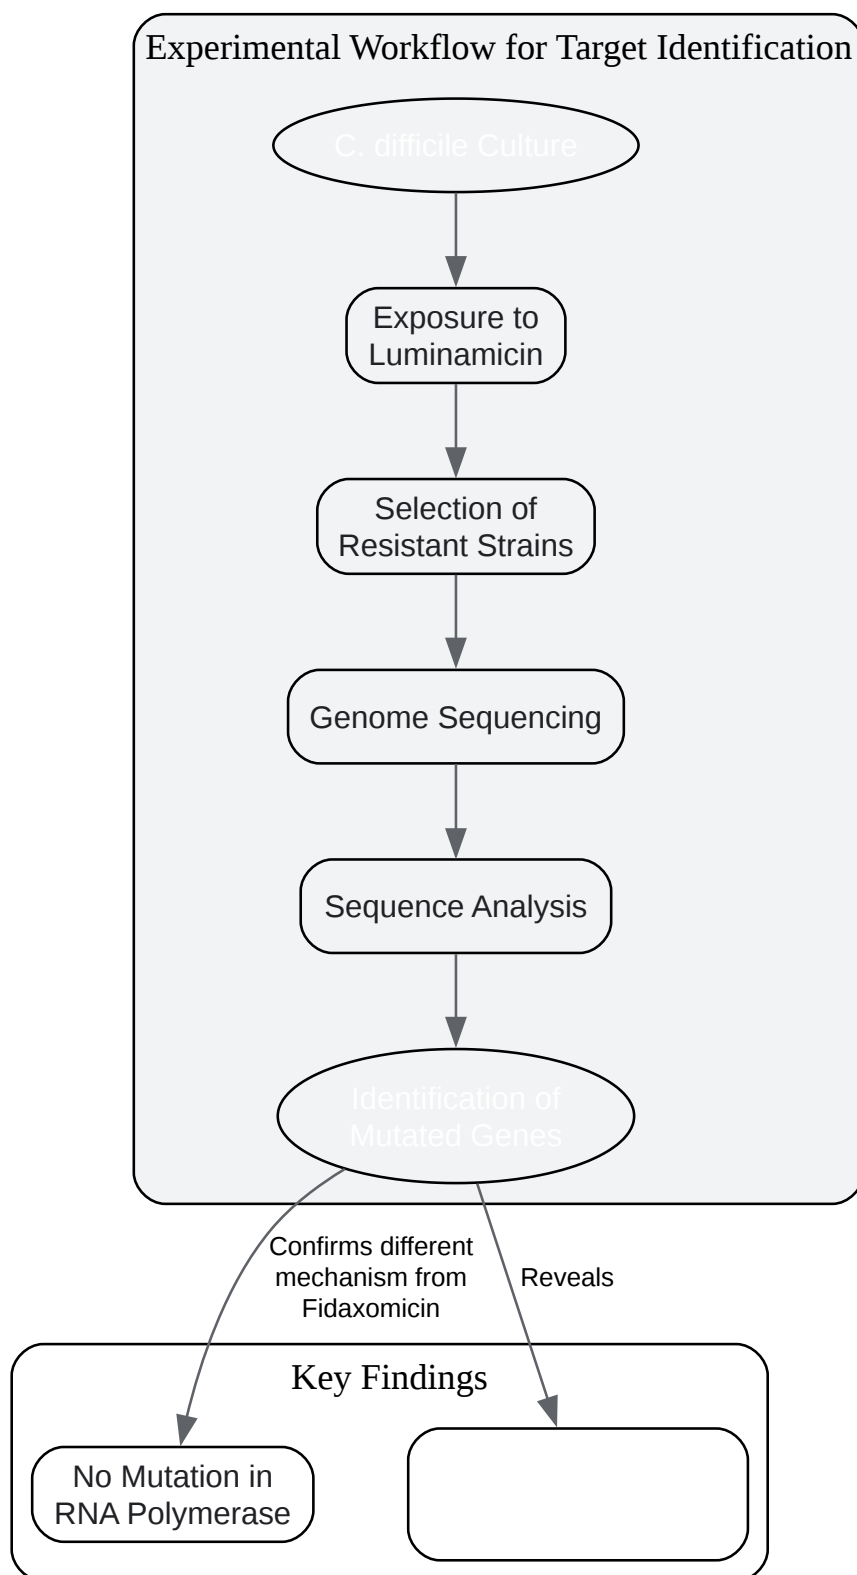 Experimental Workflow for Target Identification
C. difficile Culture
Exposure to
Luminamicin
Selection of
Resistant Strains
Genome Sequencing
Sequence Analysis
Identification of
Mutated Genes
Confirms different
mechanism from
Fidaxomicin
Reveals
Key Findings
No Mutation in
RNA Polymerase